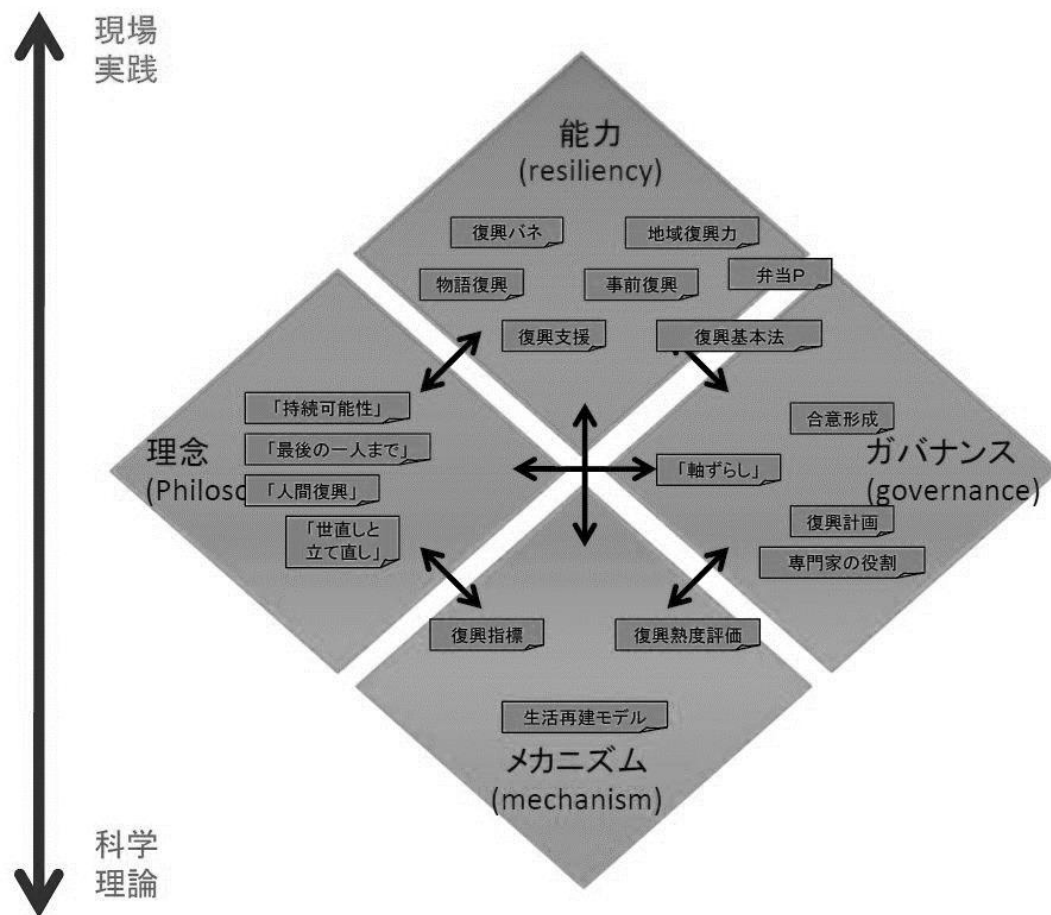 現場
実践
能力
(resiliency)
復興バネ
地域復興力
物語復興
事前復興
弁当P
復興支援
復興基本法
「持続可能性」
合意形成
理念
「最後の一人まで」
ガバナンス
「軸ずらし」
(Philosc
「人間復興」
(governance)
「世直しと
立て直し」
復興計画
専門家の役割
復興指標
復興熟度評価
生活再建モデル
メカニズム
(mechanism)
科学
理論